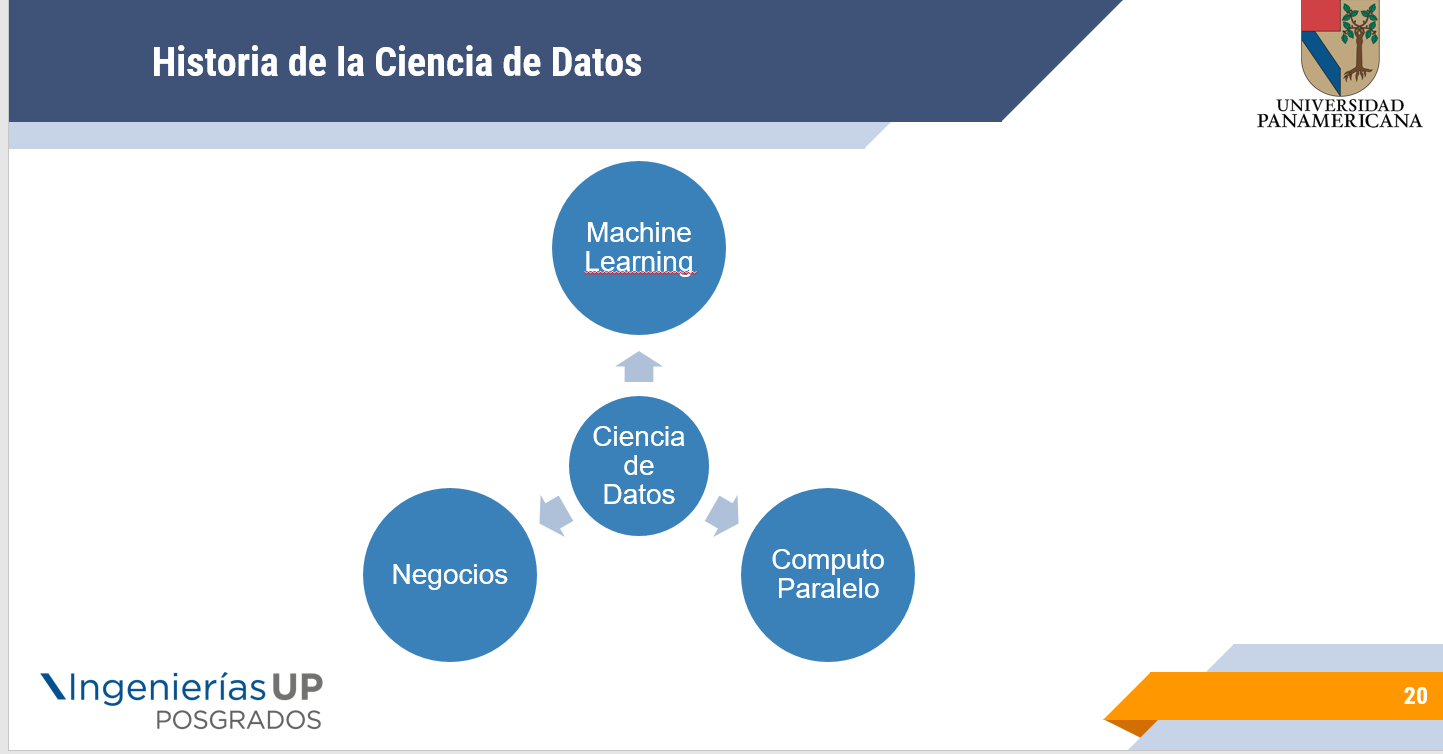 Historia de la Ciencia de Datos
UNIVERSIDAD
PANAMERICANA
Machine
Learning
Ciencia
de
Datos
Negocios
Computo
Paralelo
Ingenierías UP
POSGRADOS
20